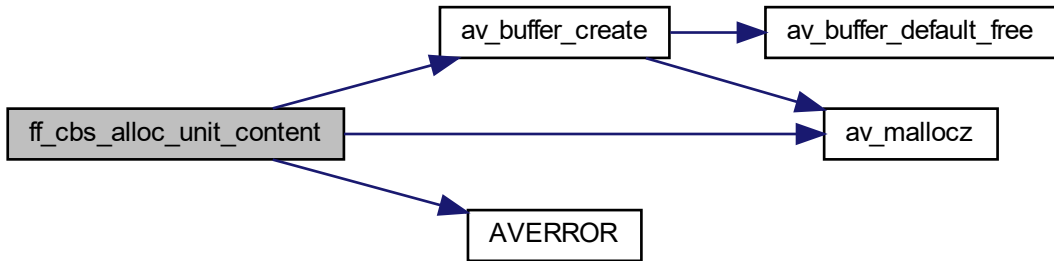 av_buffer_create
av_buffer_default_free
ff_cbs_alloc_unit_content
av_mallocz
AVERROR